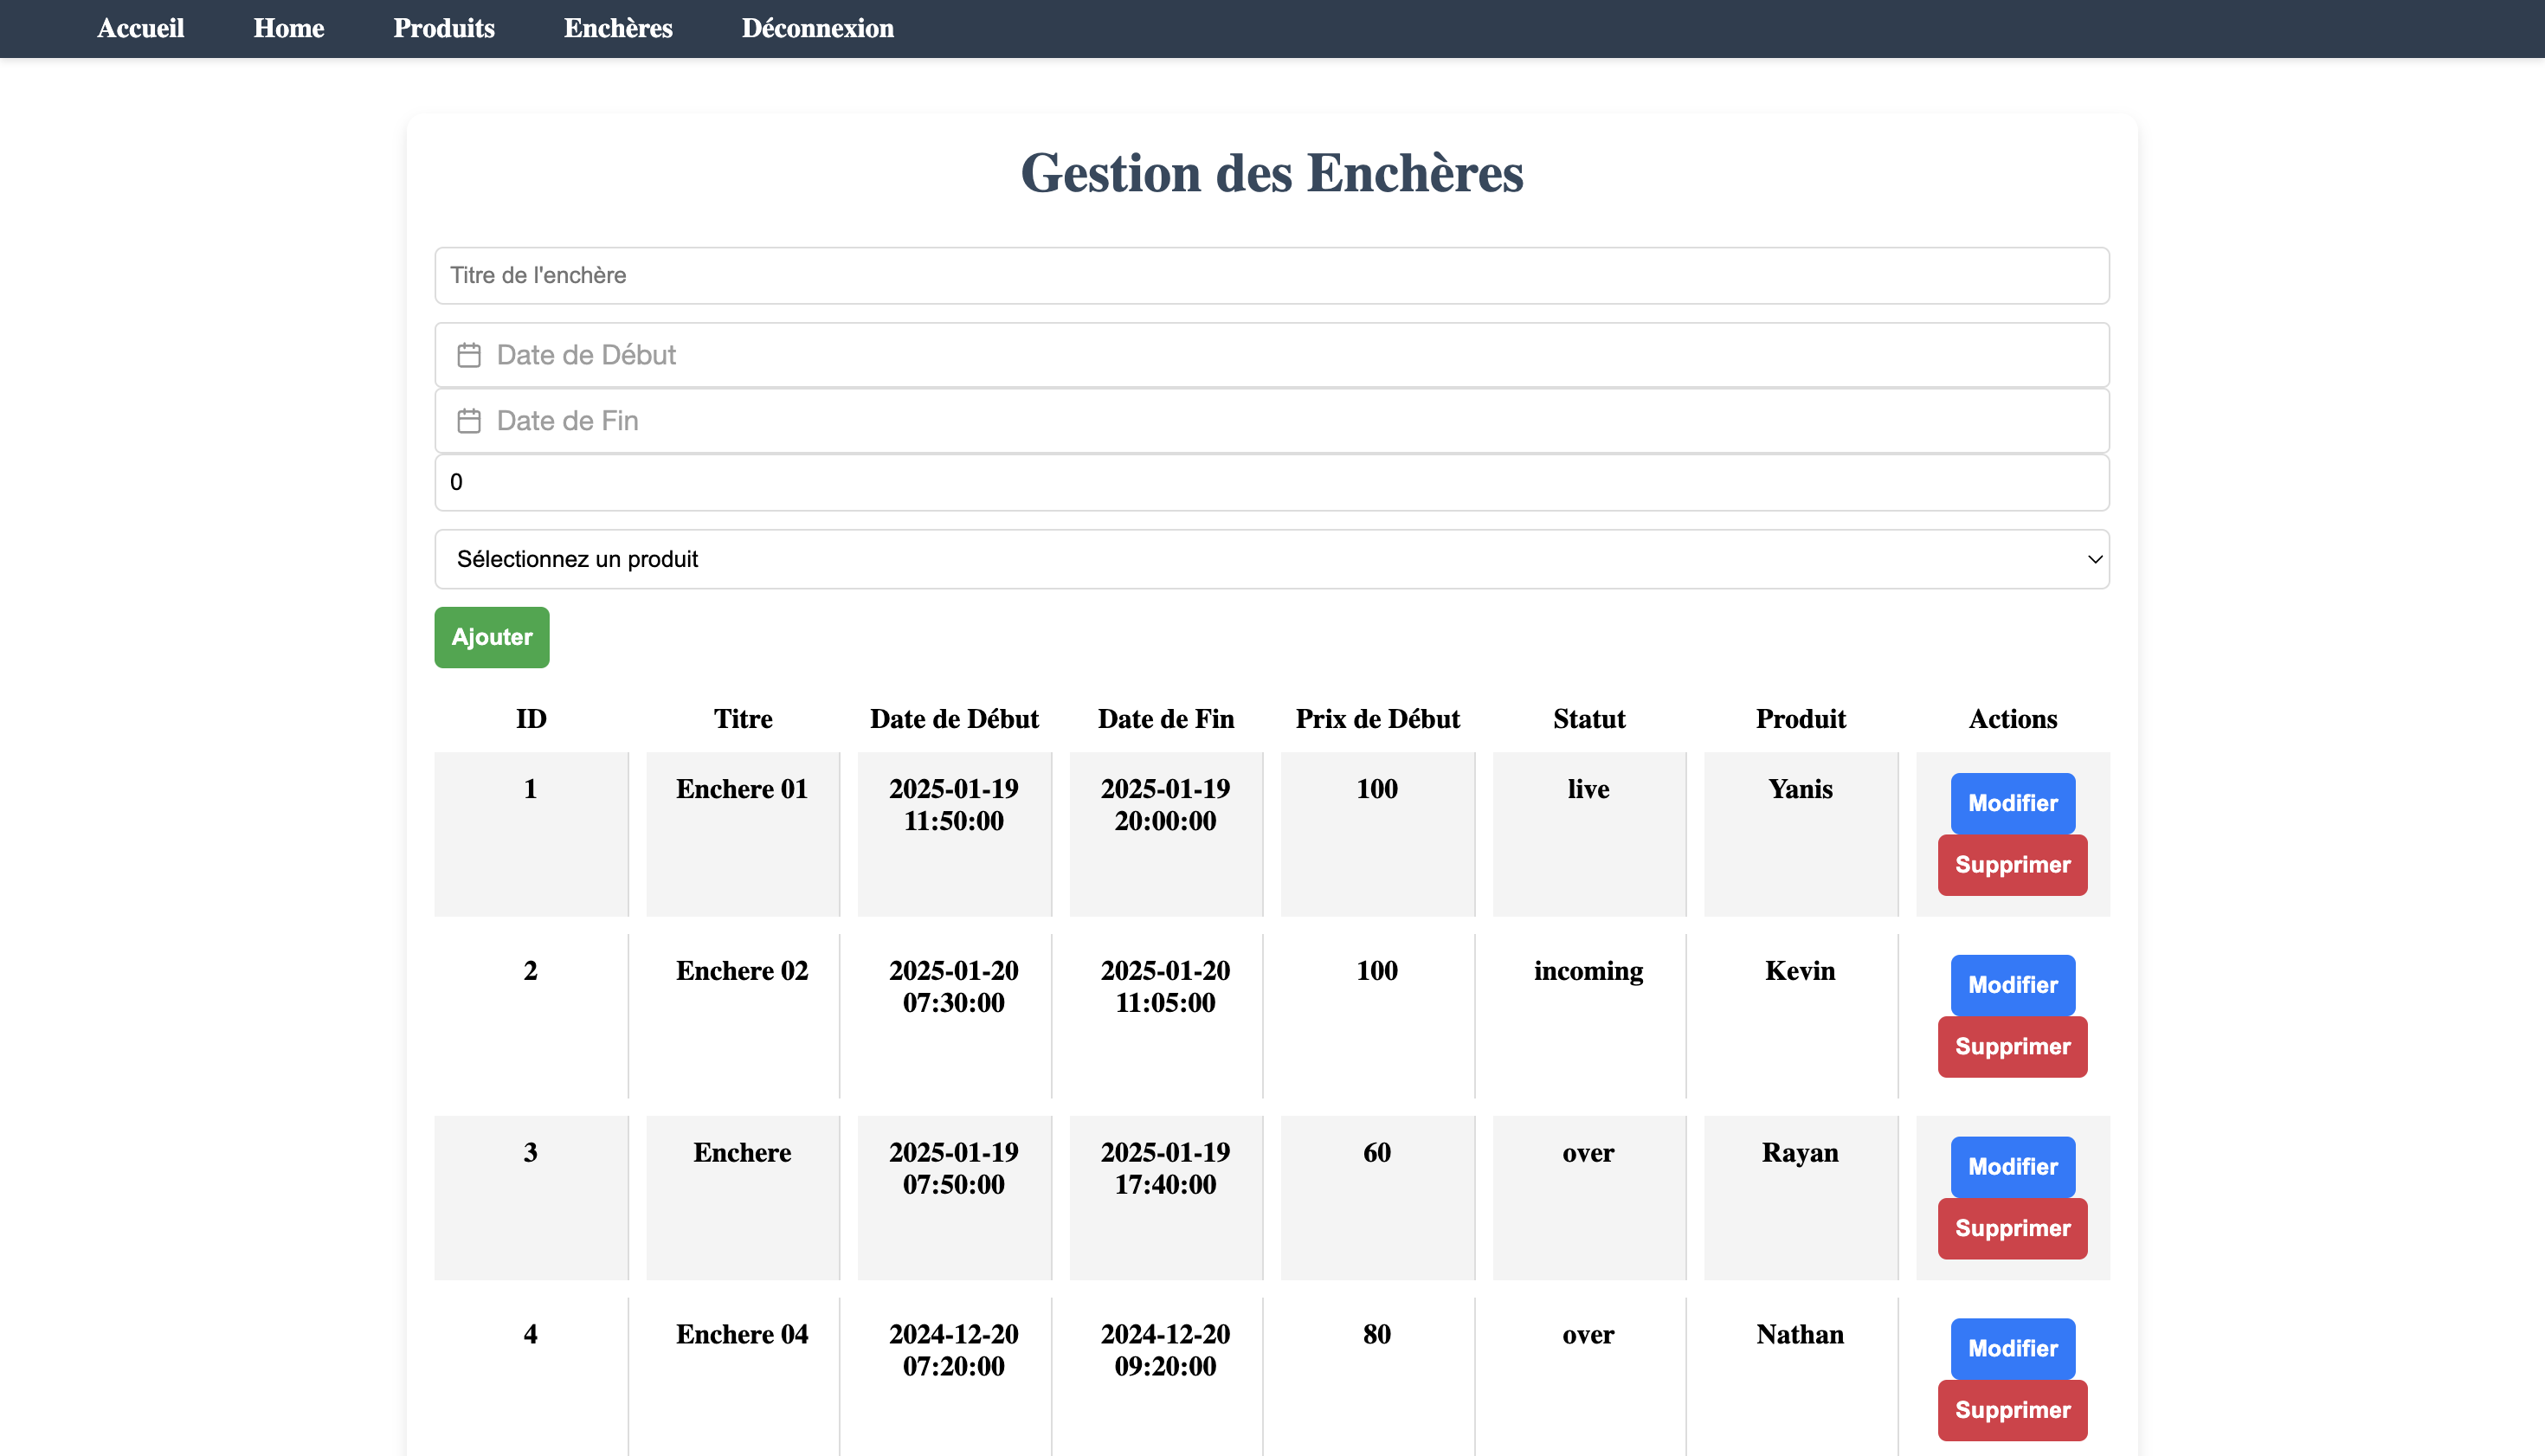 Accueil Home Produits Enchères Déconnexion
Gestion des Enchères
Titre de l'enchère
Date de Début
Date de Fin
0
Sélectionnez un produit
Ajouter
ID Titre Date de Début Date de Fin Prix de Début Statut Produit Actions
1 Enchere 01 2025-01-19 2025-01-19 100 live Yanis Modifier
11:50:00 20:00:00
Supprimer
2 Enchere 02 2025-01-20 2025-01-20 100 incoming Kevin Modifier
07:30:00 11:05:00
Supprimer
3 Enchere 2025-01-19 2025-01-19 60 over Rayan Modifier
07:50:00 17:40:00
Supprimer
4 Enchere 04 2024-12-20 2024-12-20 80 over Nathan Modifier
07:20:00 09:20:00
Supprimer